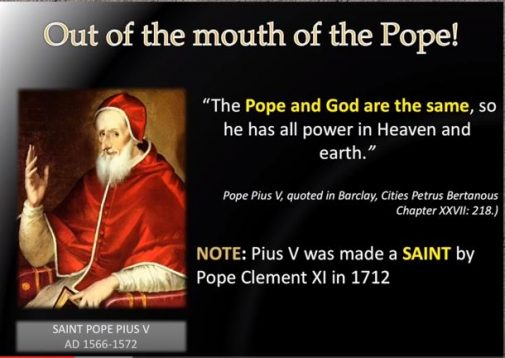 Out of the mouth of the Pope!
“The Pope and God are the same, so
he has all power in Heaven and
earth.”
Pope Pius V, quoted in Barclay, Cities Petrus Bertanous
Chapter XXVII: 218.)
NOTE: Pius V was made a SAINT by
Pope Clement XI in 1712
SAINT POPE PIUS V
AD 1566-1572